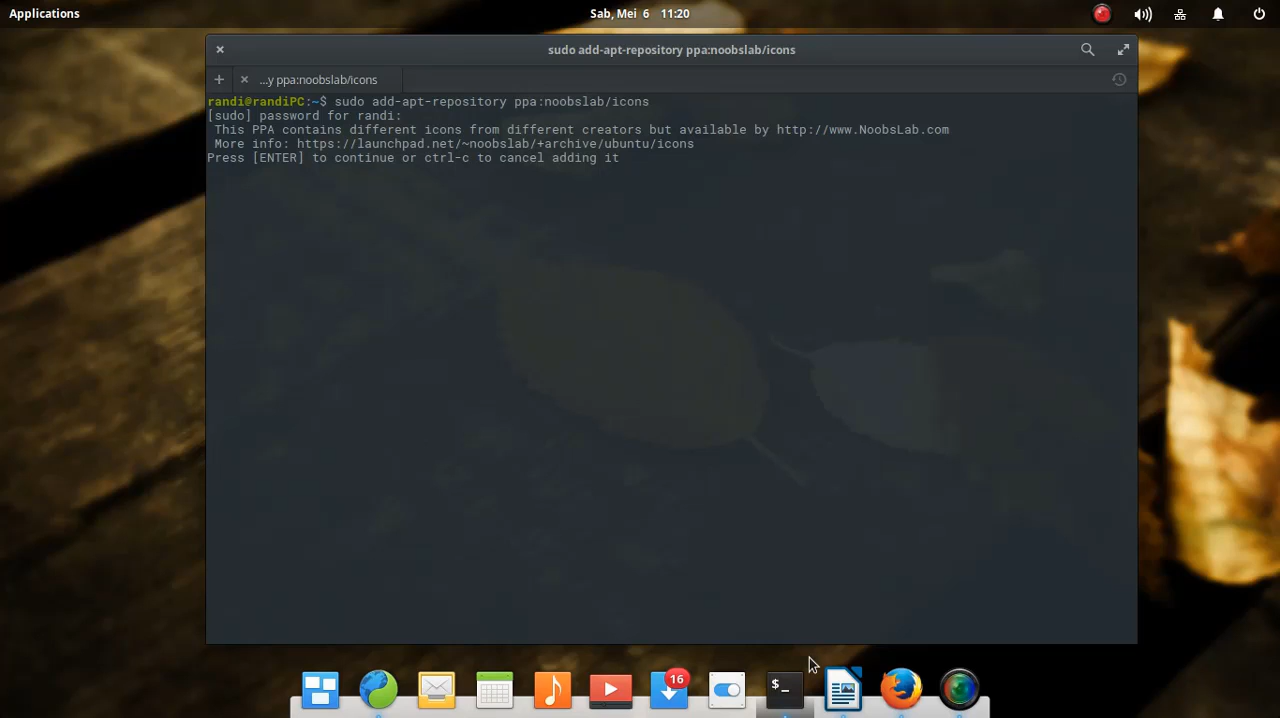 Applications
Sab, Mei 6 11:20
sudo add-apt-repository ppa:noobslab/icons
...y ppa:noobslab/icons
randi@randiPC:~$ sudo add-apt-repository ppa:noobslab/icons
[sudo] password for randi:
This PPA contains different icons from different creators but available by http://www.NoobsLab.com
More info: https://launchpad.net/~noobslab/+archive/ubuntu/icons
Press [ENTER] to continue or ctrl-c to cancel adding it
16
$_